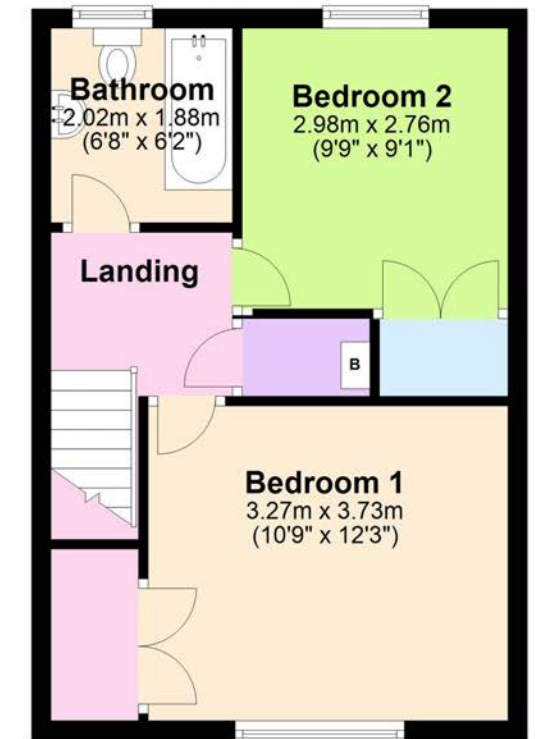 Bathroom
2.02m x 1.88m
(6'8" x 6'2")
Bedroom 2
2.98m x 2.76m
(9'9" x 9'1")
Landing
B
Bedroom 1
3.27m x 3.73m
(10'9" x 12'3")